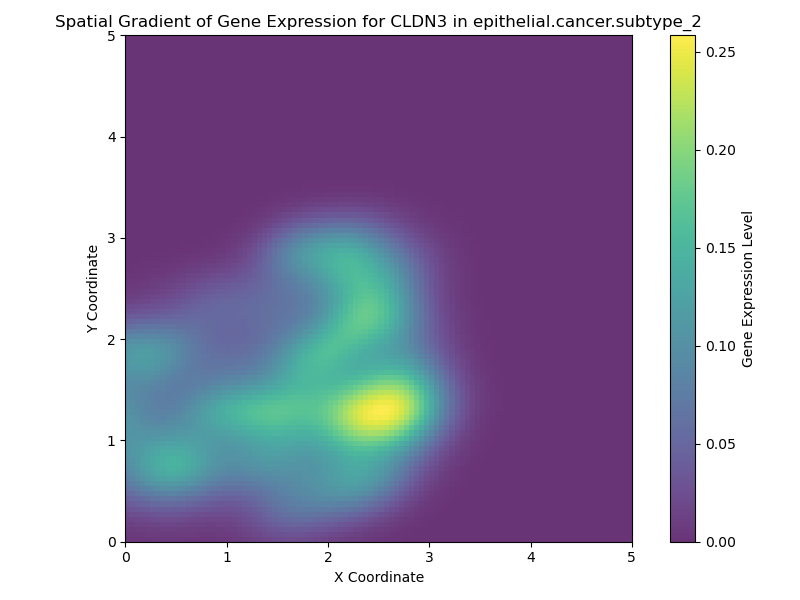 Spatial Gradient of Gene Expression for CLDN3 in epithelial.cancer.subtype_2
5
4
3
2
1
0
Y Coordinate
0 1 2 3 4 5
X Coordinate
0.25
0.20
0.15
0.10
0.05
0.00
Gene Expression Level